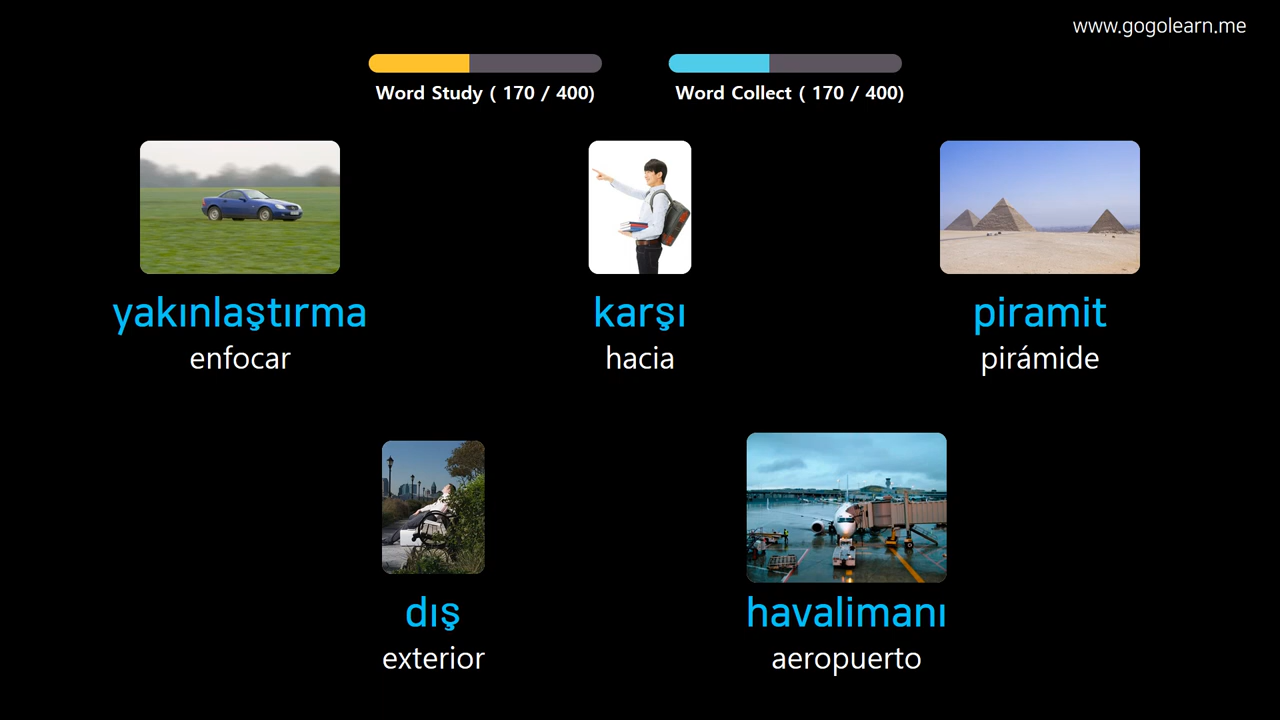 www.gogolearn.me
Word Study ( 170 / 400)
Word Collect ( 170 / 400)
yakınlaştırma
enfocar
karşı
hacia
piramit
pirámide
dış
exterior
havalimanı
aeropuerto